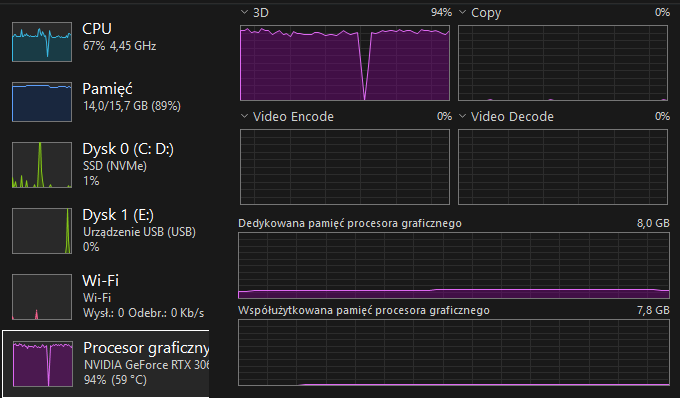 CPU
67% 4,45 GHz
Pamięć
14,0/15,7 GB (89%)
Dysk 0 (C: D:)
SSD (NVMe)
1%
Dysk 1 (E:)
Urządzenie USB (USB)
0%
Wi-Fi
Wi-Fi
Wysł.: 0 Odebr.: 0 Kb/s
Procesor graficzny
NVIDIA GeForce RTX 306
94% (59 °C)
3D 94%
Copy 0%
Video Encode 0%
Video Decode 0%
Dedykowana pamięć procesora graficznego 8,0 GB
Współużytkowana pamięć procesora graficznego 7,8 GB